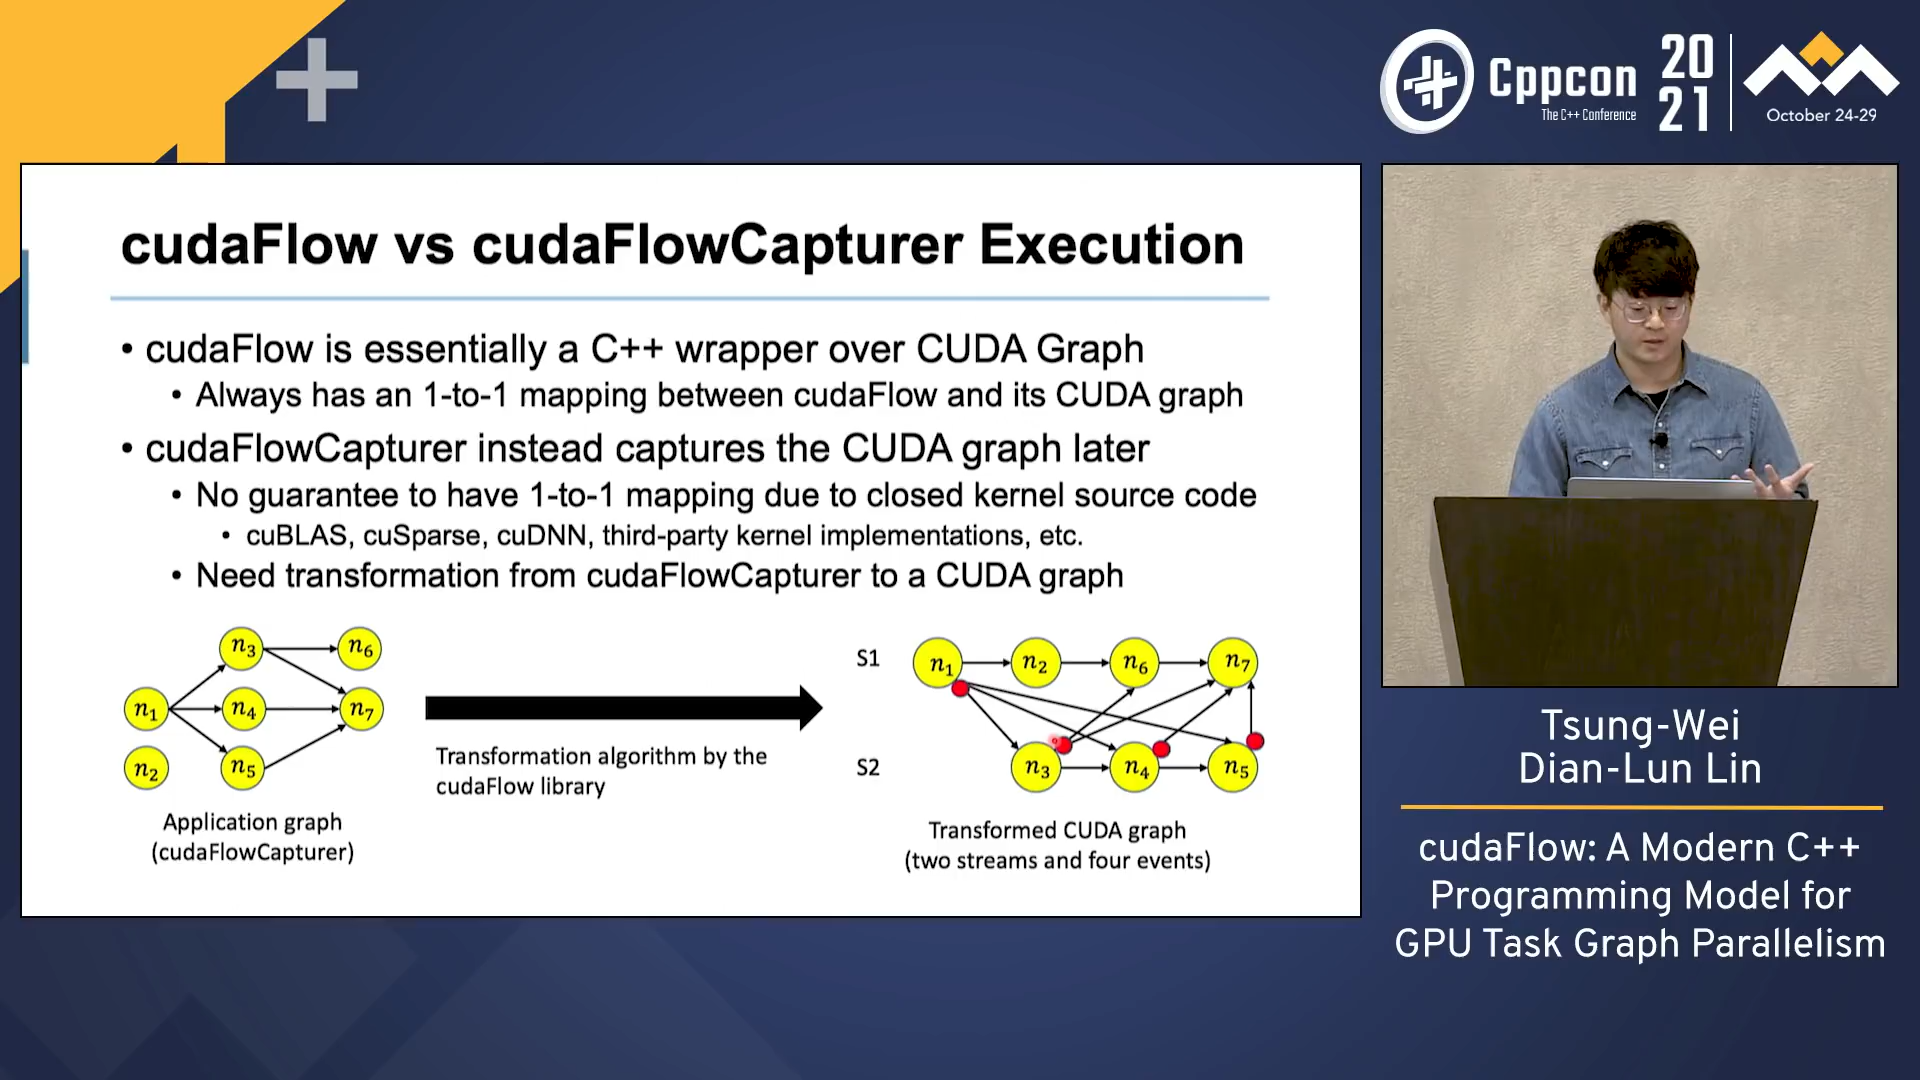 Cppcon
The C++ Conference
20
21
October 24-29
cudaFlow vs cudaFlowCapturer Execution
• cudaFlow is essentially a C++ wrapper over CUDA Graph
• Always has an 1-to-1 mapping between cudaFlow and its CUDA graph
• cudaFlowCapturer instead captures the CUDA graph later
• No guarantee to have 1-to-1 mapping due to closed kernel source code
• cuBLAS, cuSparse, cuDNN, third-party kernel implementations, etc.
• Need transformation from cudaFlowCapturer to a CUDA graph
n3 n6
n1 n4 n7
n2 n5
Application graph
(cudaFlowCapturer)
Transformation algorithm by the
cudaFlow library
S1 n1 n2 n6 n7
S2 n3 n4 n5
Transformed CUDA graph
(two streams and four events)
Tsung-Wei
Dian-Lun Lin
cudaFlow: A Modern C++
Programming Model for
GPU Task Graph Parallelism